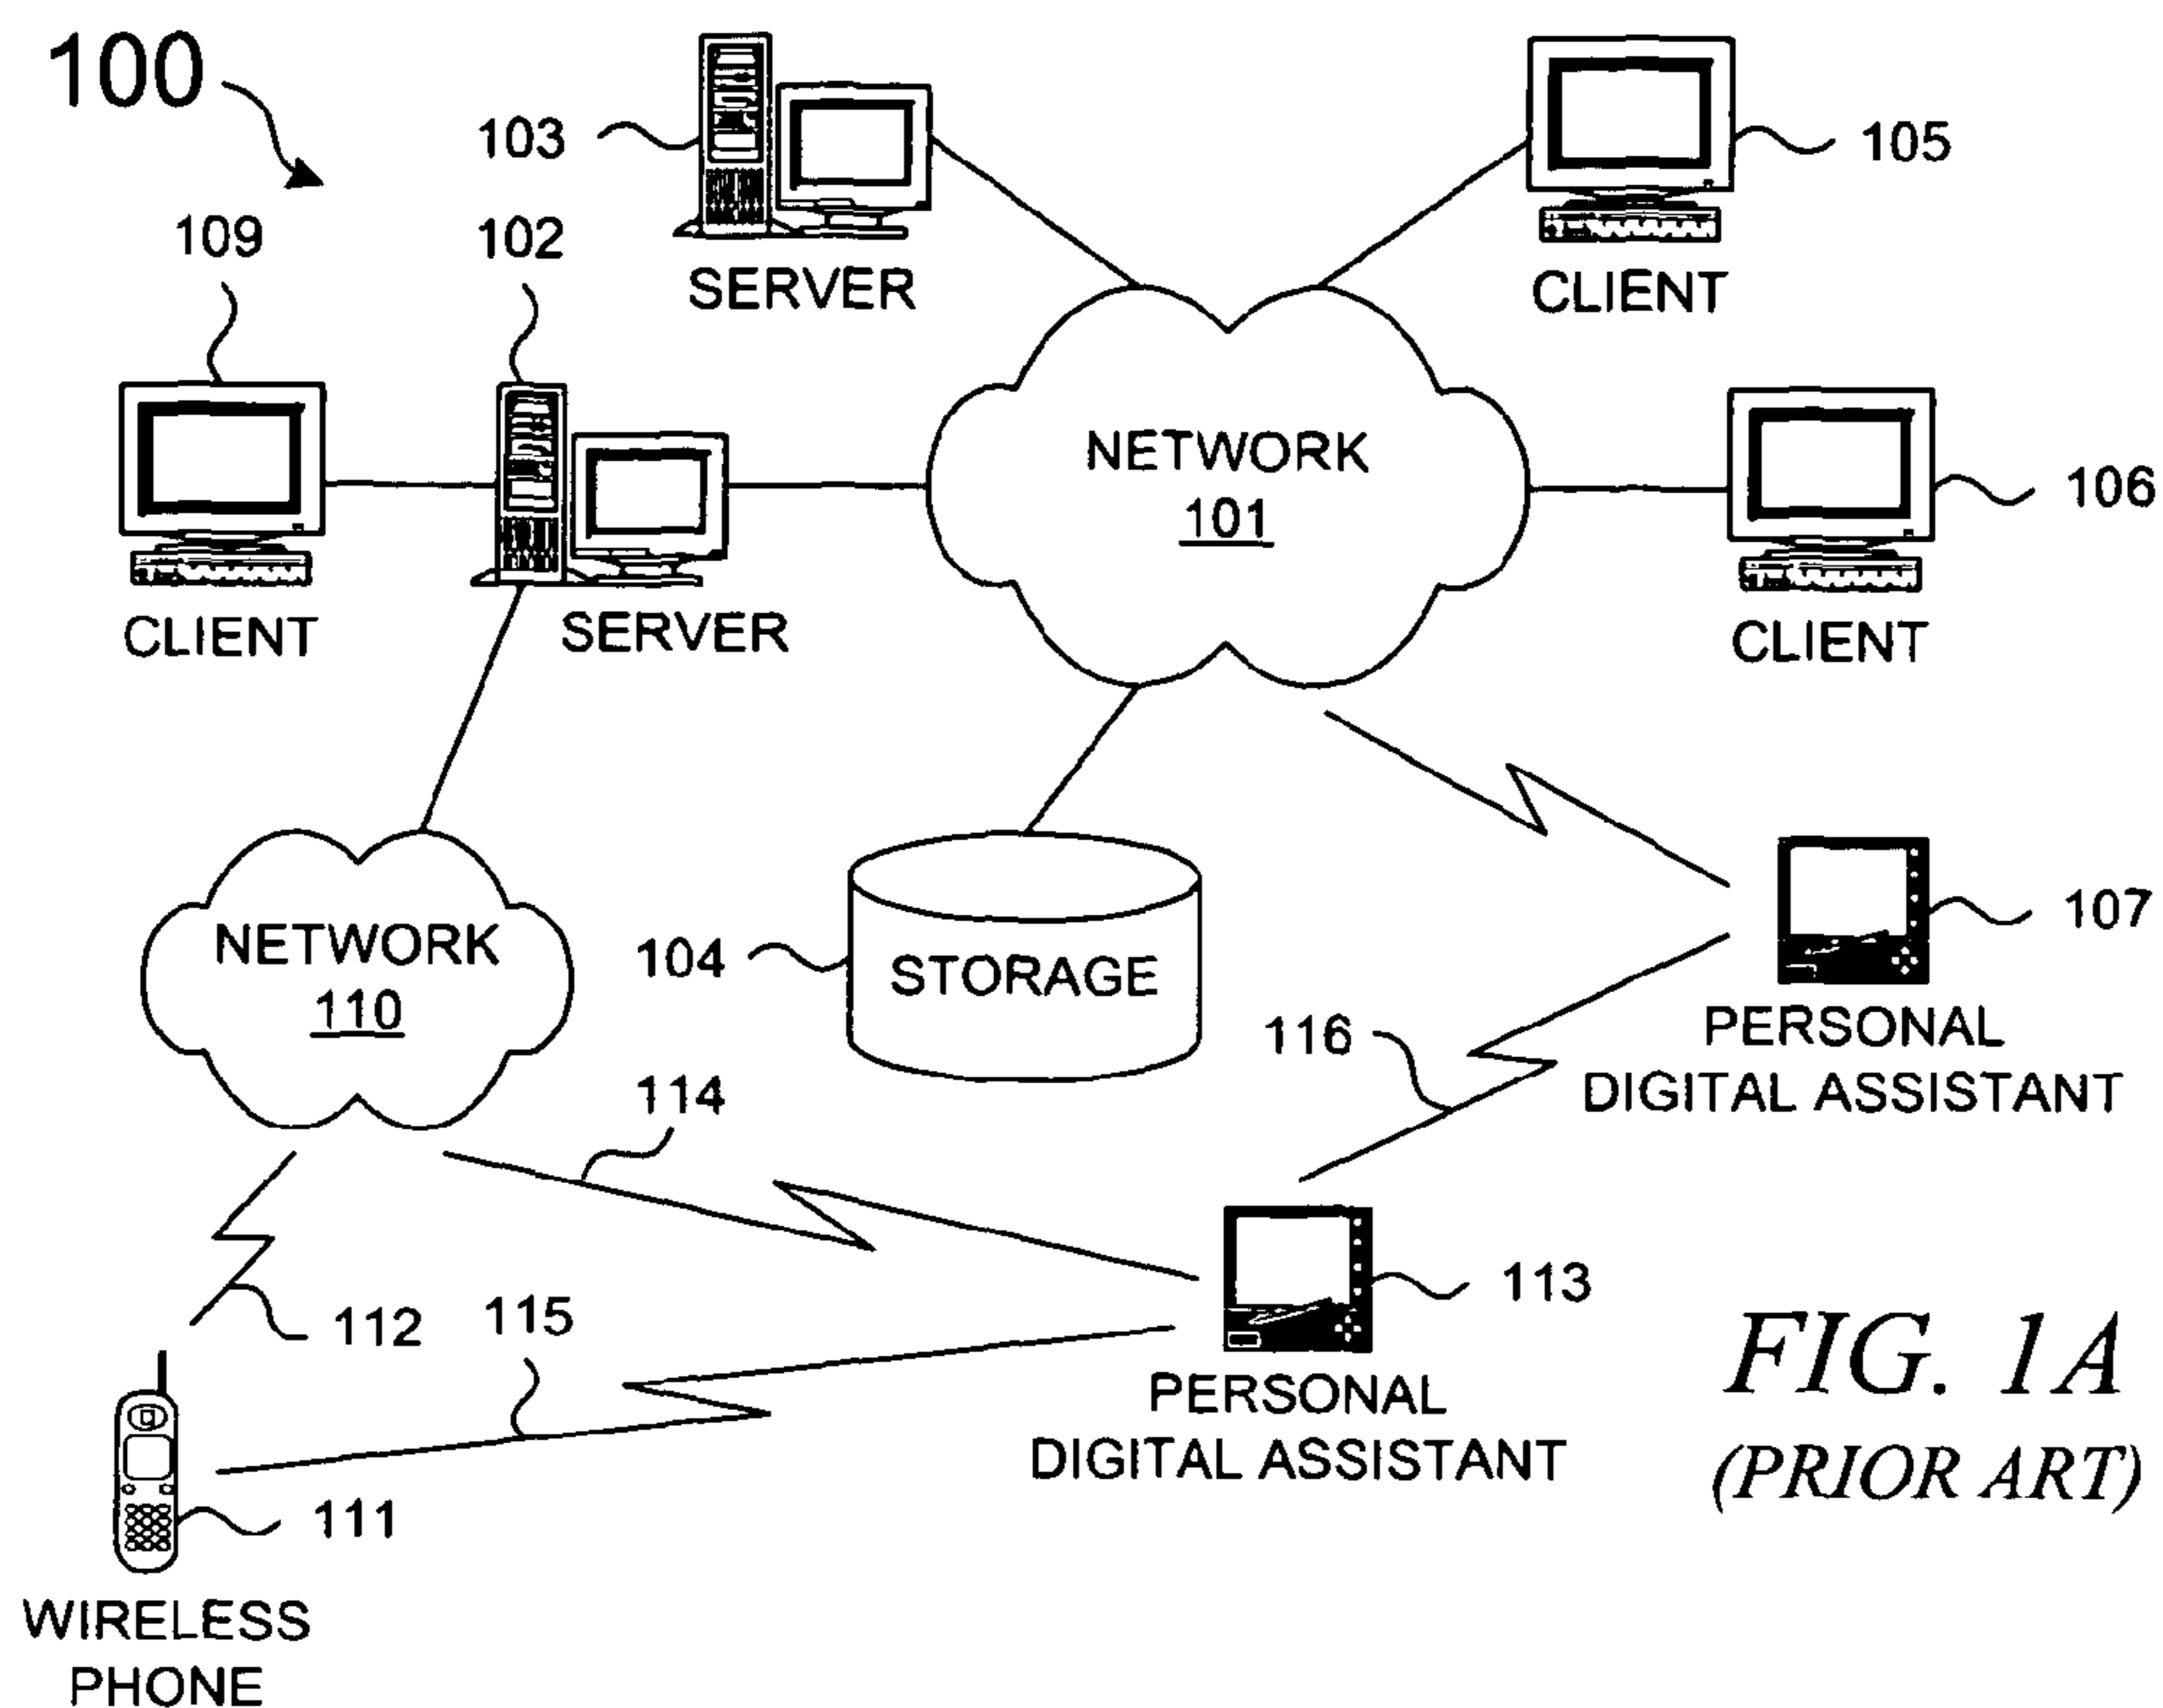 100
103
105
109
102
SERVER
CLIENT
NETWORK
101
106
CLIENT
SERVER
CLIENT
NETWORK
110
104
STORAGE
107
116
PERSONAL
DIGITAL ASSISTANT
114
113
112
115
PERSONAL
DIGITAL ASSISTANT
111
WIRELESS
PHONE
FIG. 1A
(PRIOR ART)